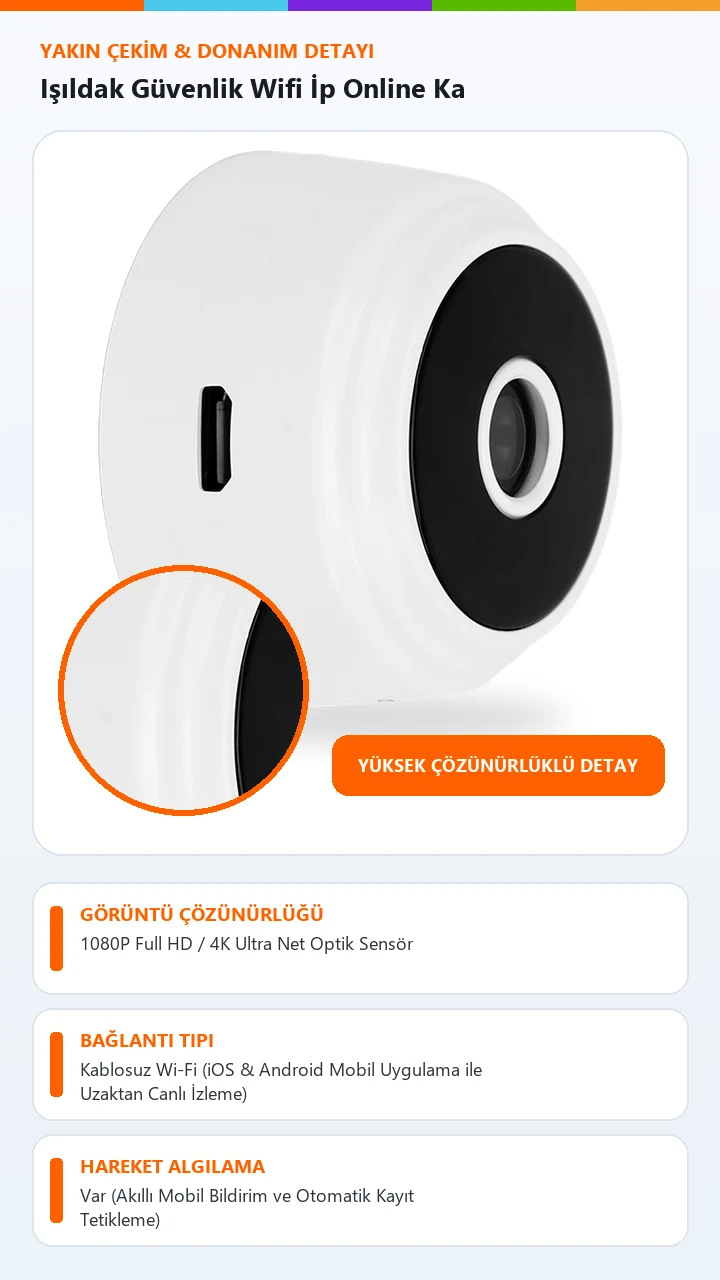 YAKIN ÇEKİM & DONANIM DETAYI
Işıldak Güvenlik Wifi İp Online Ka
YÜKSEK ÇÖZÜNÜRLÜKLÜ DETAY
GÖRÜNTÜ ÇÖZÜNÜRLÜĞÜ
1080P Full HD / 4K Ultra Net Optik Sensör
BAĞLANTI TIPI
Kablosuz Wi-Fi (iOS & Android Mobil Uygulama ile
Uzaktan Canlı İzleme)
HAREKET ALGILAMA
Var (Akıllı Mobil Bildirim ve Otomatik Kayıt
Tetikleme)